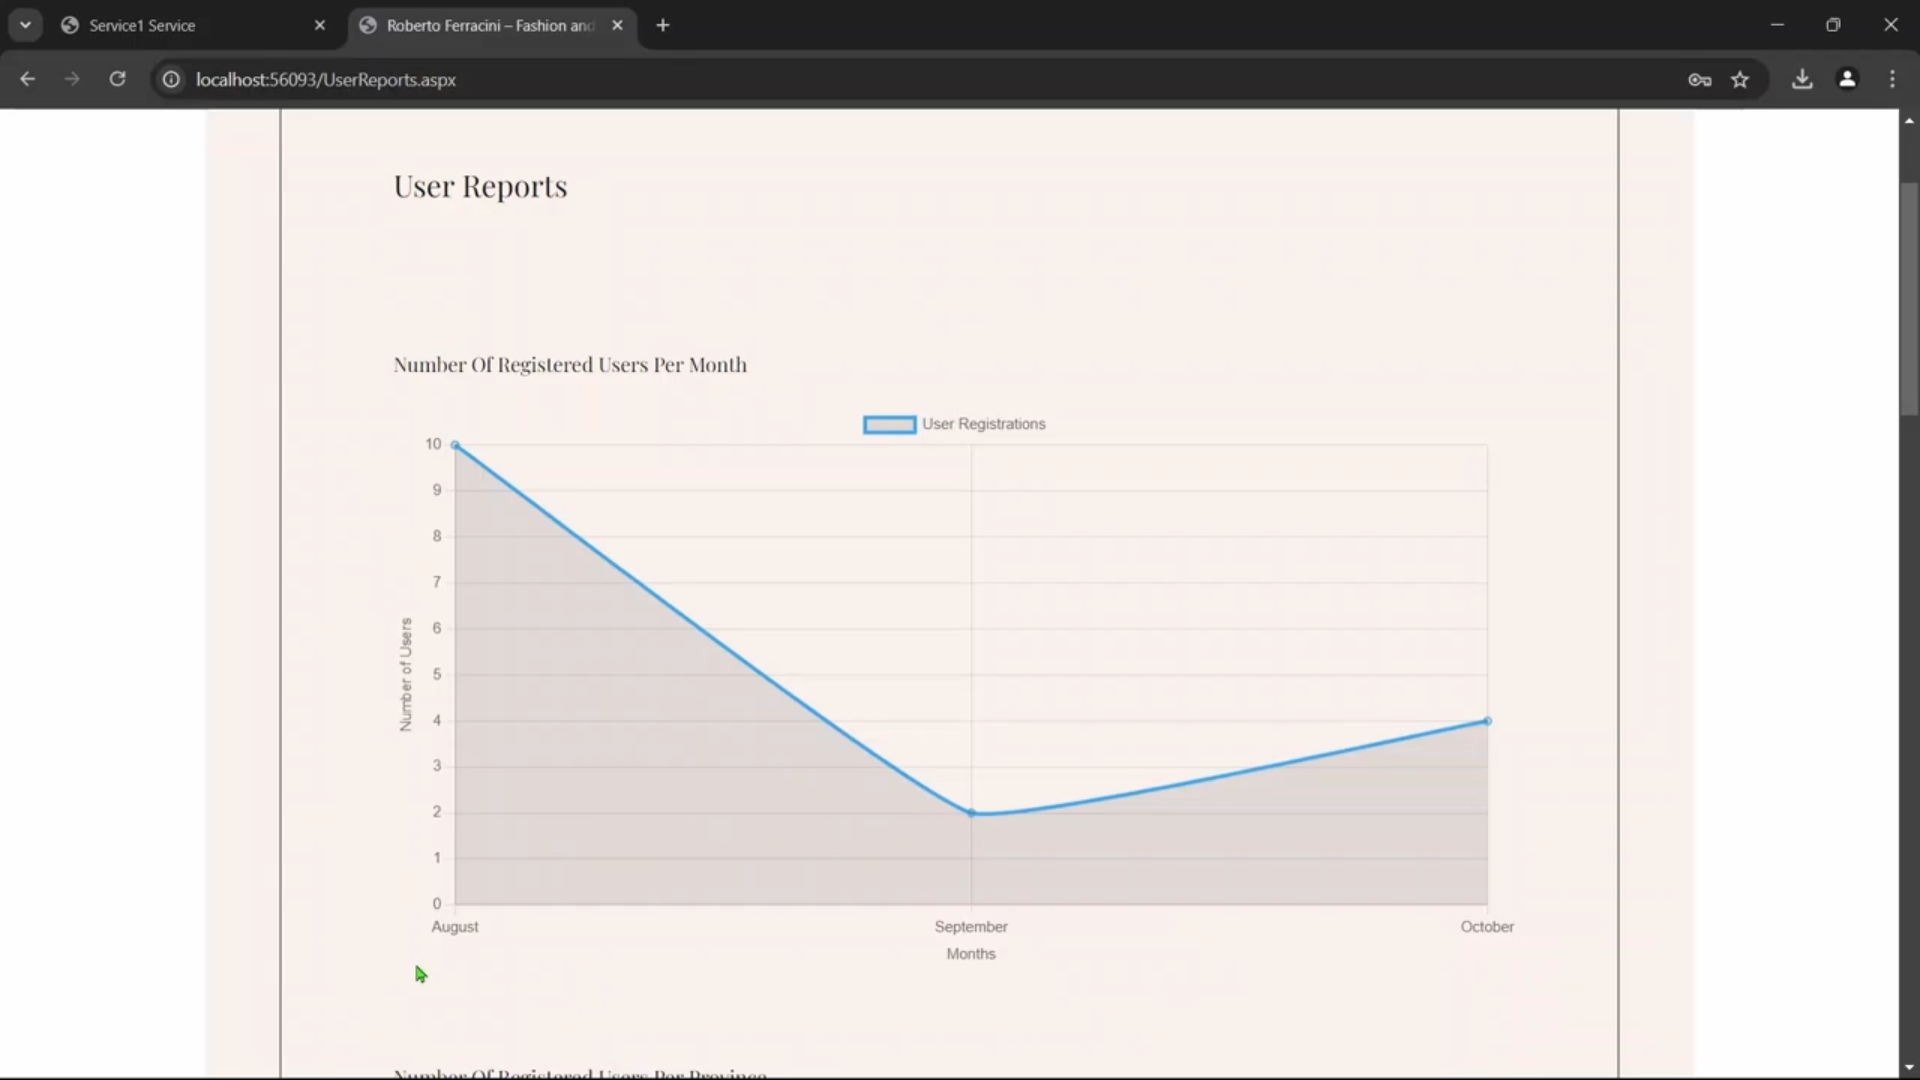 Service1 Service
Roberto Ferracini – Fashion and
localhost:56093/UserReports.aspx
User Reports
Number Of Registered Users Per Month
User Registrations
10
9
8
7
6
5
4
3
2
1
0
Number of Users
August
September
October
Months
Number Of Registered Users Per Province